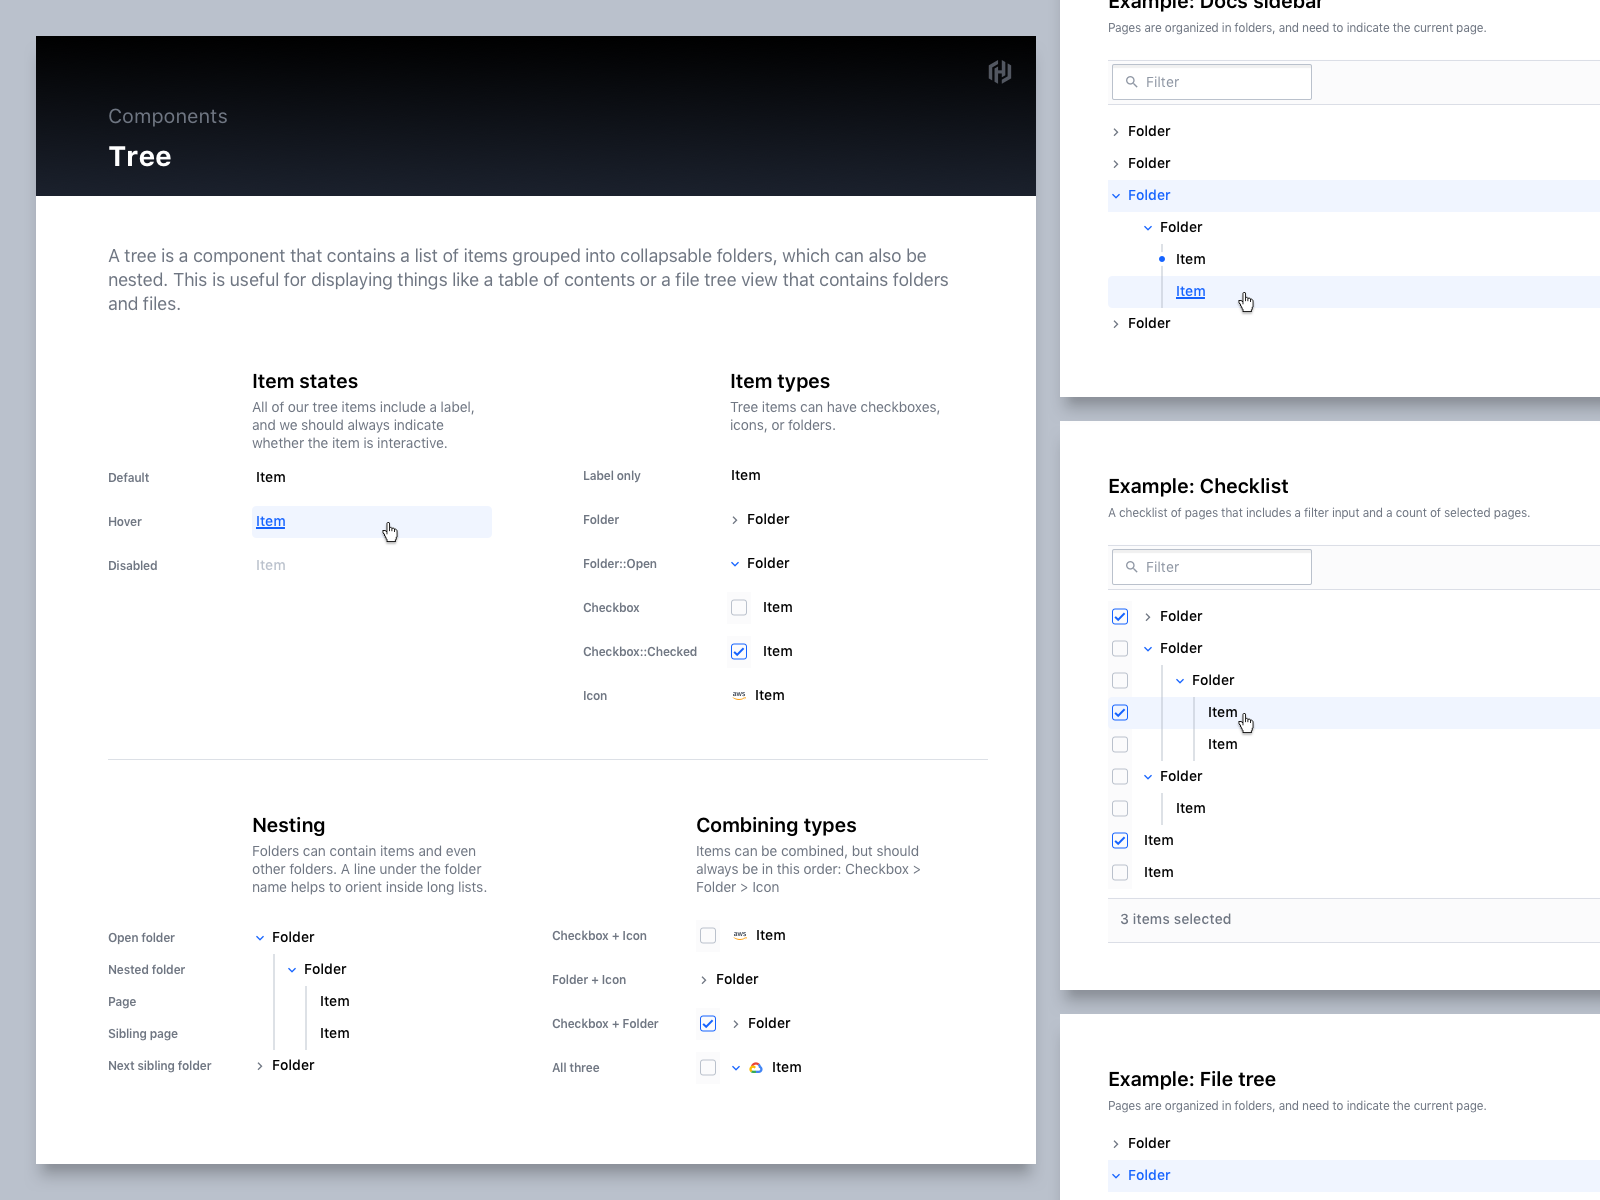 Components
Tree
A tree is a component that contains a list of items grouped into collapsable folders, which can also be
nested. This is useful for displaying things like a table of contents or a file tree view that contains folders
and files.
Item states
All of our tree items include a label,
and we should always indicate
whether the item is interactive.
Default
Item
Hover
Item
Disabled
Item
Item types
Tree items can have checkboxes,
icons, or folders.
Label only
Item
Folder
Folder
Folder::Open
Folder
Checkbox
Item
Checkbox::Checked
Item
Icon
aws Item
Nesting
Folders can contain items and even
other folders. A line under the folder
name helps to orient inside long lists.
Open folder
Folder
Nested folder
Folder
Page
Item
Sibling page
Item
Next sibling folder
Folder
Combining types
Items can be combined, but should
always be in this order: Checkbox >
Folder > Icon
Checkbox + Icon
aws Item
Folder + Icon
Folder
Checkbox + Folder
Folder
All three
Item
Example: Docs sidebar
Pages are organized in folders, and need to indicate the current page.
Filter
Folder
Folder
Folder
Folder
Item
Item
Folder
Example: Checklist
A checklist of pages that includes a filter input and a count of selected pages.
Filter
Folder
Folder
Folder
Item
Item
Folder
Item
Item
Item
3 items selected
Example: File tree
Pages are organized in folders, and need to indicate the current page.
Folder
Folder